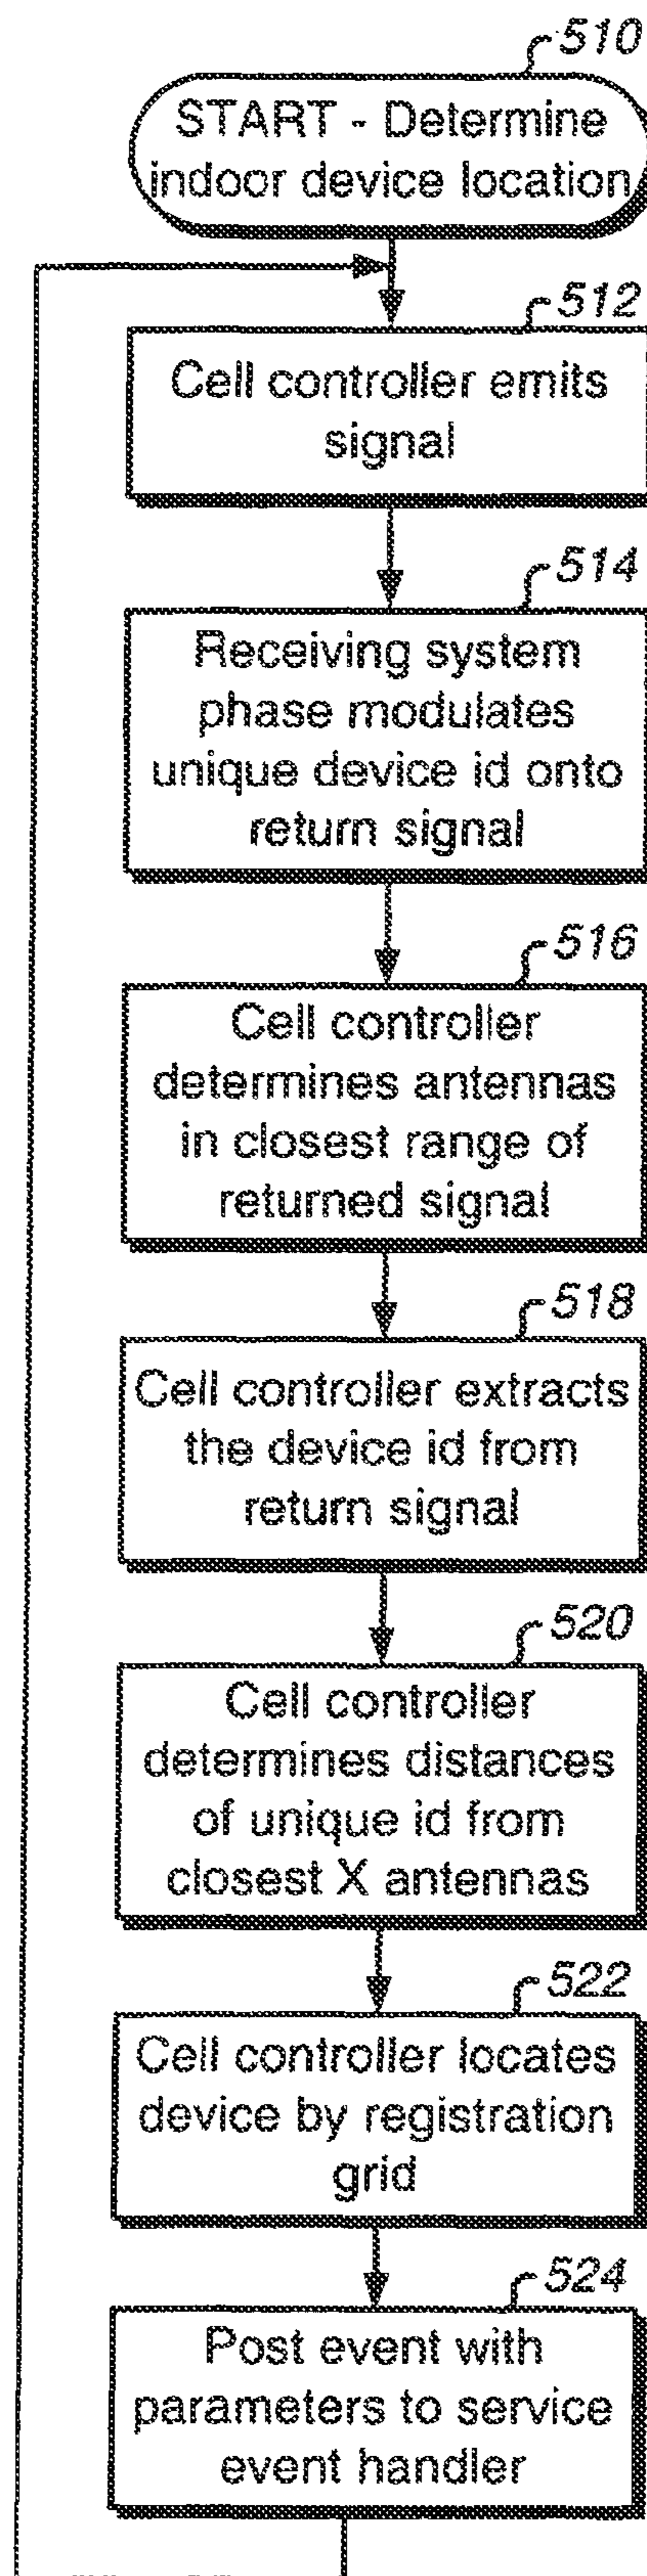 510
START - Determine
indoor device location
512
Cell controller emits
signal
514
Receiving system
phase modulates
unique device id onto
return signal
516
Cell controller
determines antennas
in closest range of
returned signal
518
Cell controller extracts
the device id from
return signal
520
Cell controller
determines distances
of unique id from
closest X antennas
522
Cell controller locates
device by registration
grid
524
Post event with
parameters to service
event handler